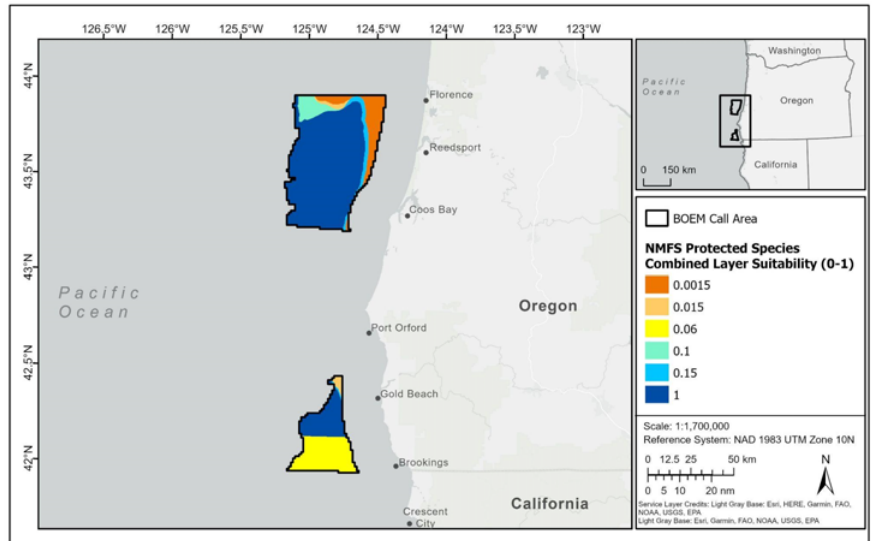 126.5°W 125.5°W 125°W 124.5°W 124°W 123.5°W 123°W
44°N
43.5°N
43°N
42.5°N
42°N
Florence
Reedsport
Coos Bay
Pacific
Ocean
Oregon
Port Orford
Gold Beach
Brookings
California
Crescent
City
Washington
Pacific
Ocean
Oregon
California
0 150 km
BOEM Call Area
NMFS Protected Species
Combined Layer Suitability (0-1)
0.0015
0.015
0.06
0.1
0.15
1
Scale: 1:1,700,000
Reference System: NAD 1983 UTM Zone 10N
0 12.5 25 50 km
N
0 5 10 20 nm
Service Layer Credits: Light Gray Base: Esri, HERE, Garmin, FAO,
NOAA, USGS, EPA
Light Gray Base: Esri, Garmin, FAO, NOAA, USGS, EPA